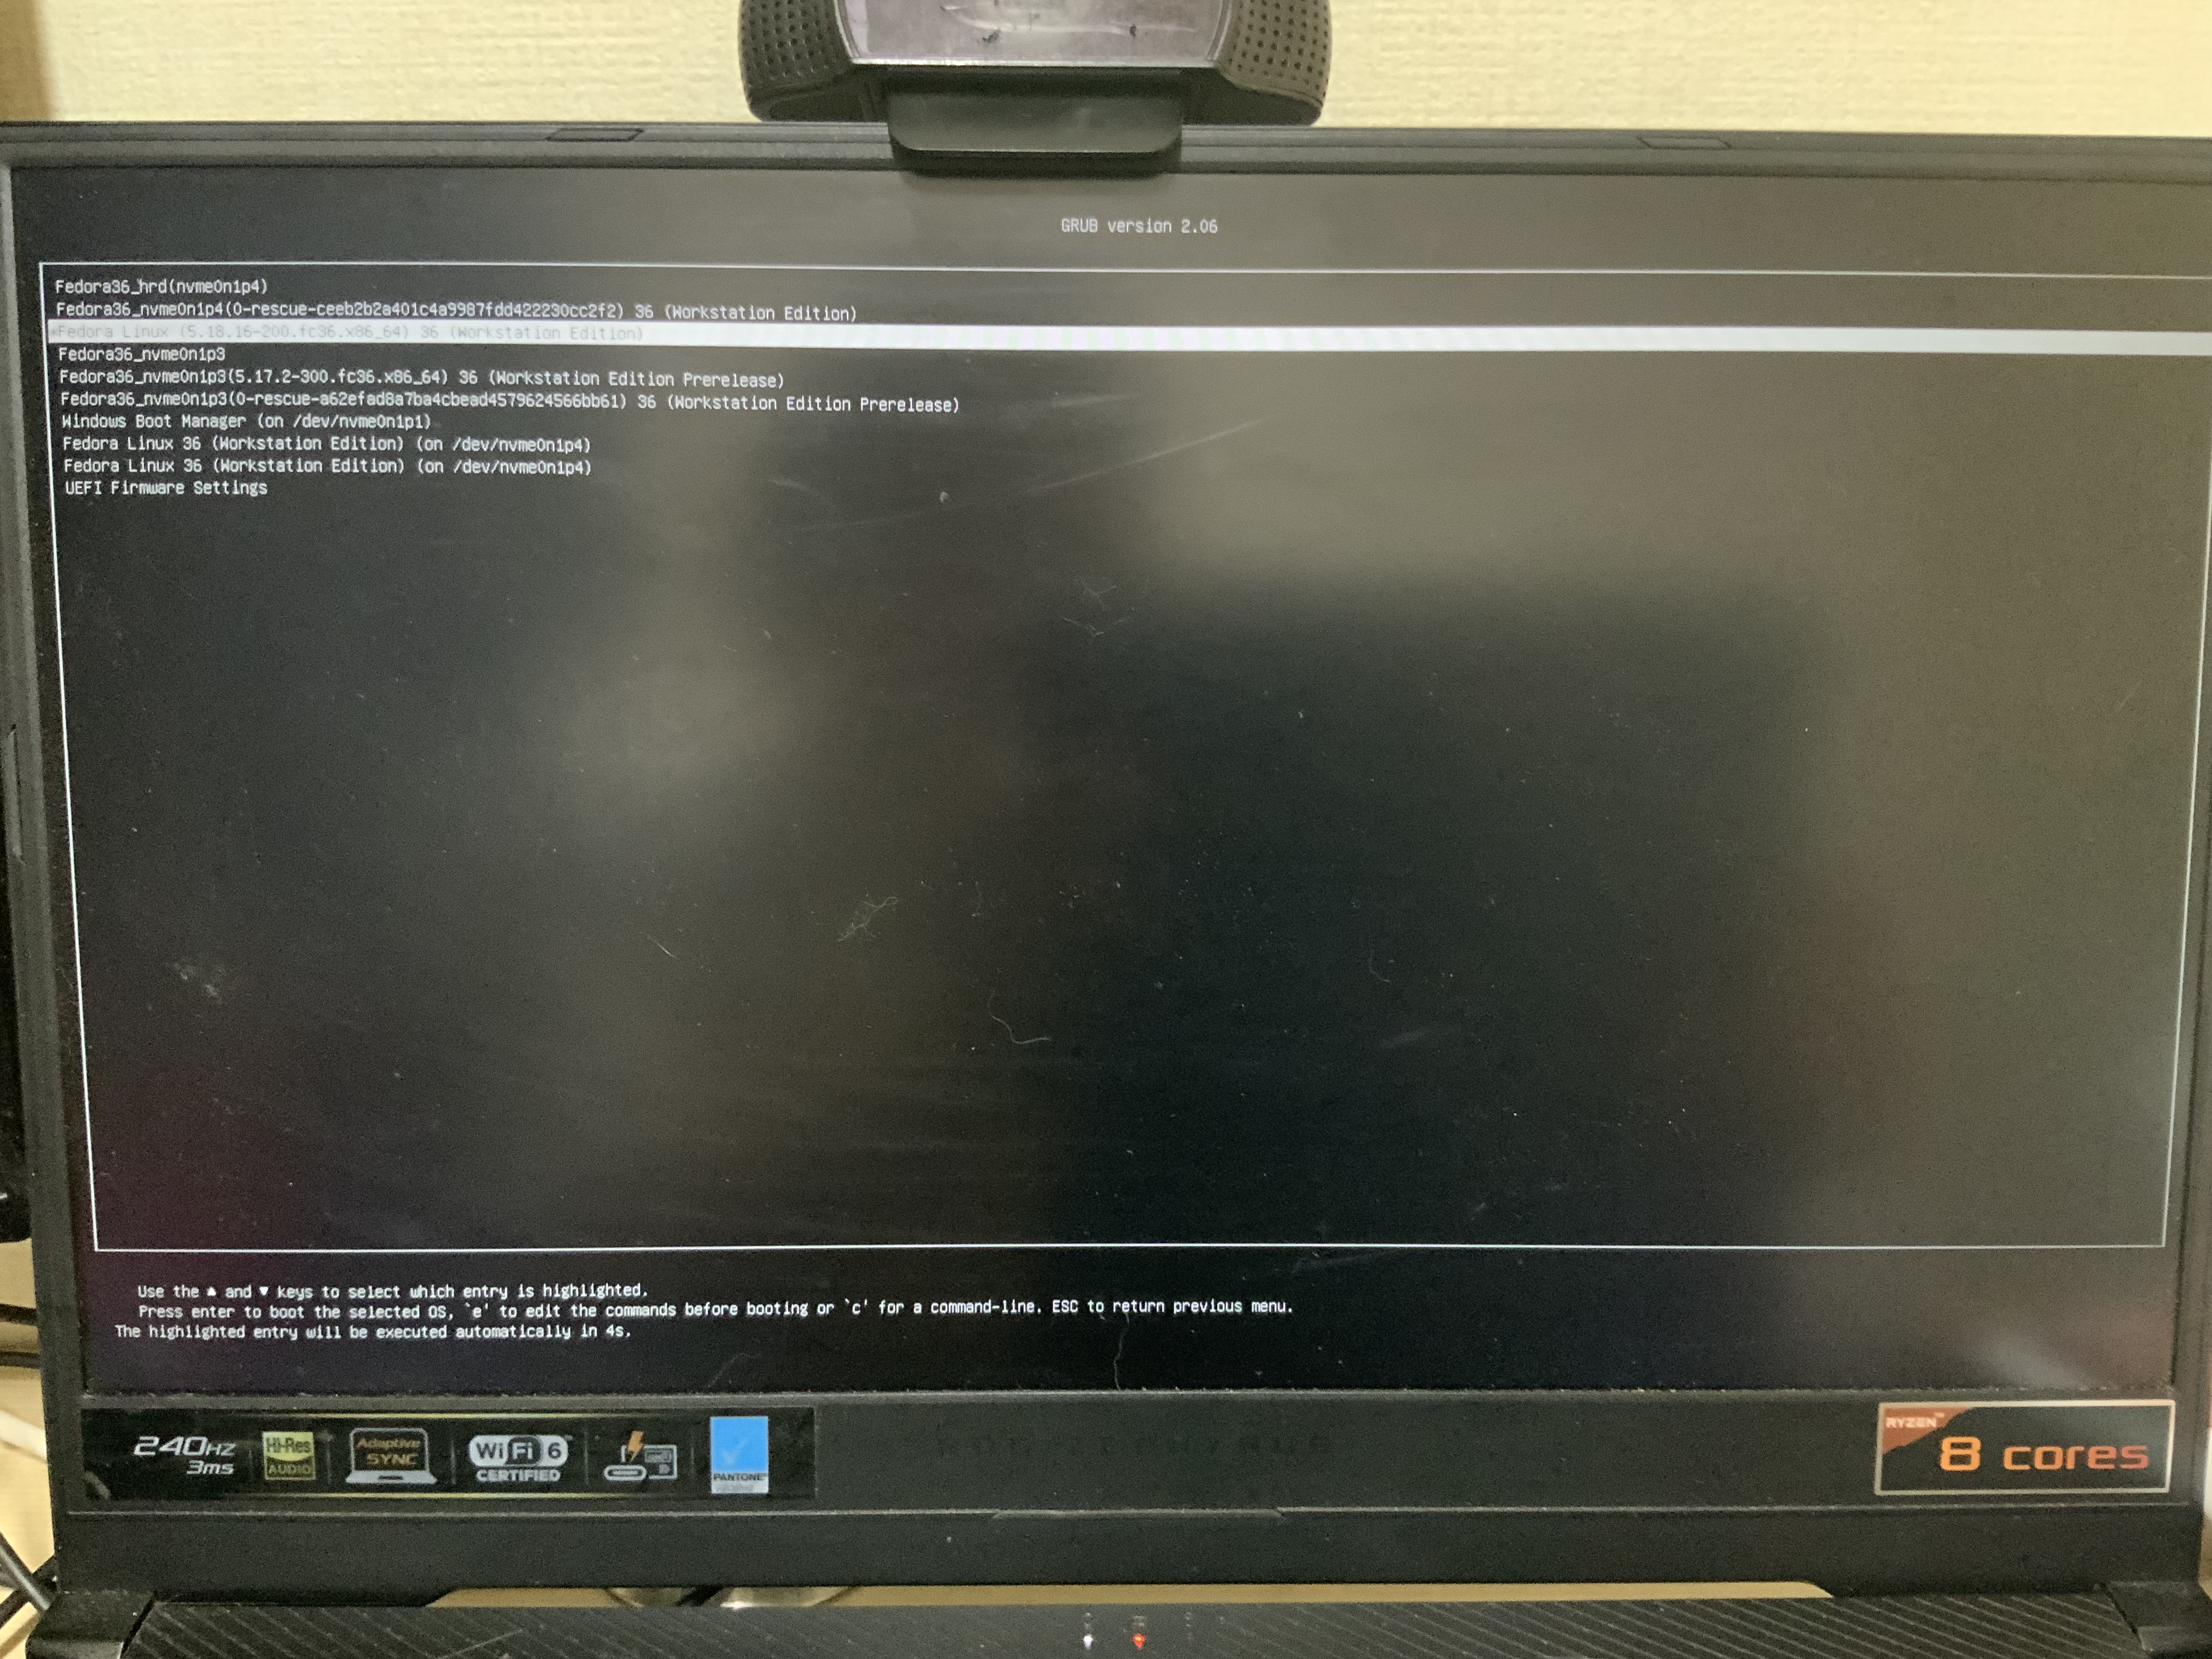 GRUB version 2.06
Fedora36_hrd(nvme0n1p4)
Fedora36_nvme0n1p4(0-rescue-ceeb2b2a401c4a9987fdd422230cc2f2) 36 (Workstation Edition)
*Fedora Linux (5.18.16-200.fc36.x86_64) 36 (Workstation Edition)
Fedora36_nvme0n1p3
Fedora36_nvme0n1p3(5.17.2-300.fc36.x86_64) 36 (Workstation Edition Prerelease)
Fedora36_nvme0n1p3(0-rescue-a62efad8a7ba4cbead4579624566bb61) 36 (Workstation Edition Prerelease)
Windows Boot Manager (on /dev/nvme0n1p1)
Fedora Linux 36 (Workstation Edition) (on /dev/nvme0n1p4)
Fedora Linux 36 (Workstation Edition) (on /dev/nvme0n1p4)
UEFI Firmware Settings
Use the ▲ and ▼ keys to select which entry is highlighted.
Press enter to boot the selected OS, `e' to edit the commands before booting or `c' for a command-line. ESC to return previous menu.
The highlighted entry will be executed automatically in 4s.
240HZ
3ms
Hi-Res
AUDIO
Adaptive
SYNC
Wi Fi 6
CERTIFIED
PANTONE
RYZEN™
8 cores